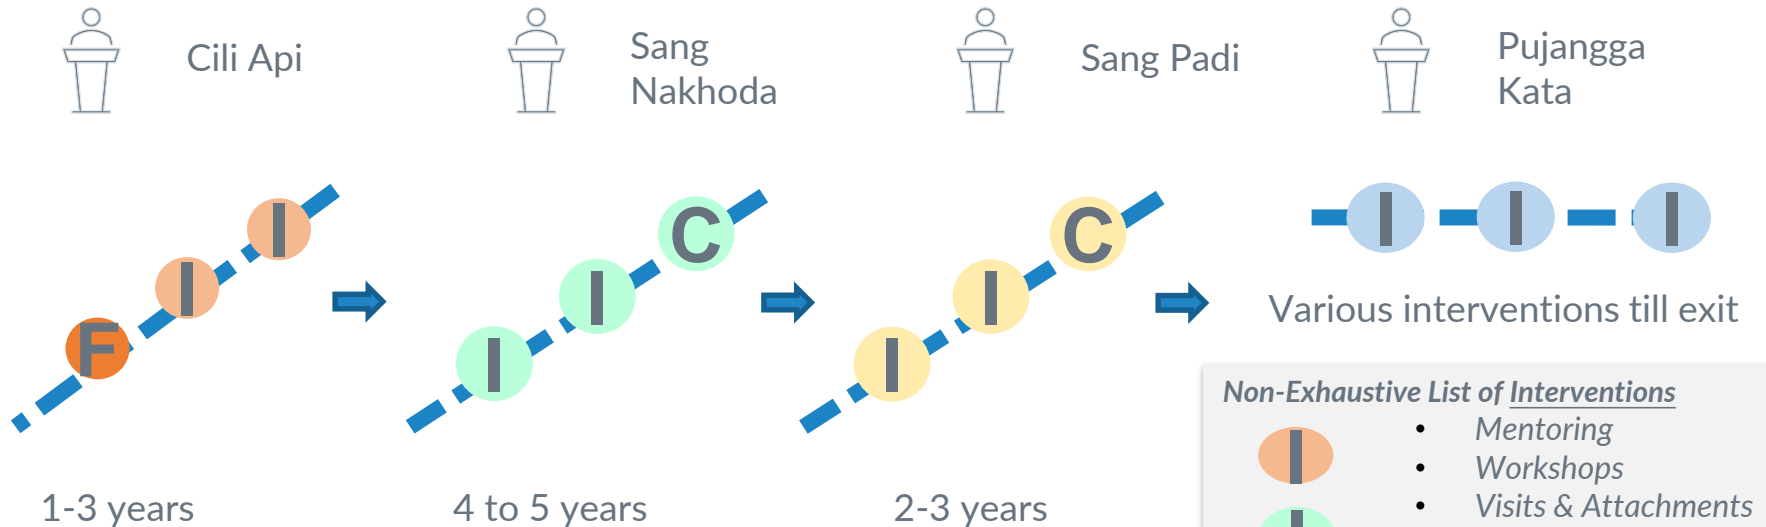 Cili Api
Sang
Nakhoda
Sang Padi
Pujangga
Kata
F
I
I
I
I
C
I
I
C
I
I
I
Various interventions till exit
1-3 years
4 to 5 years
2-3 years
Non-Exhaustive List of Interventions
I
• Mentoring
• Workshops
• Visits & Attachments
I